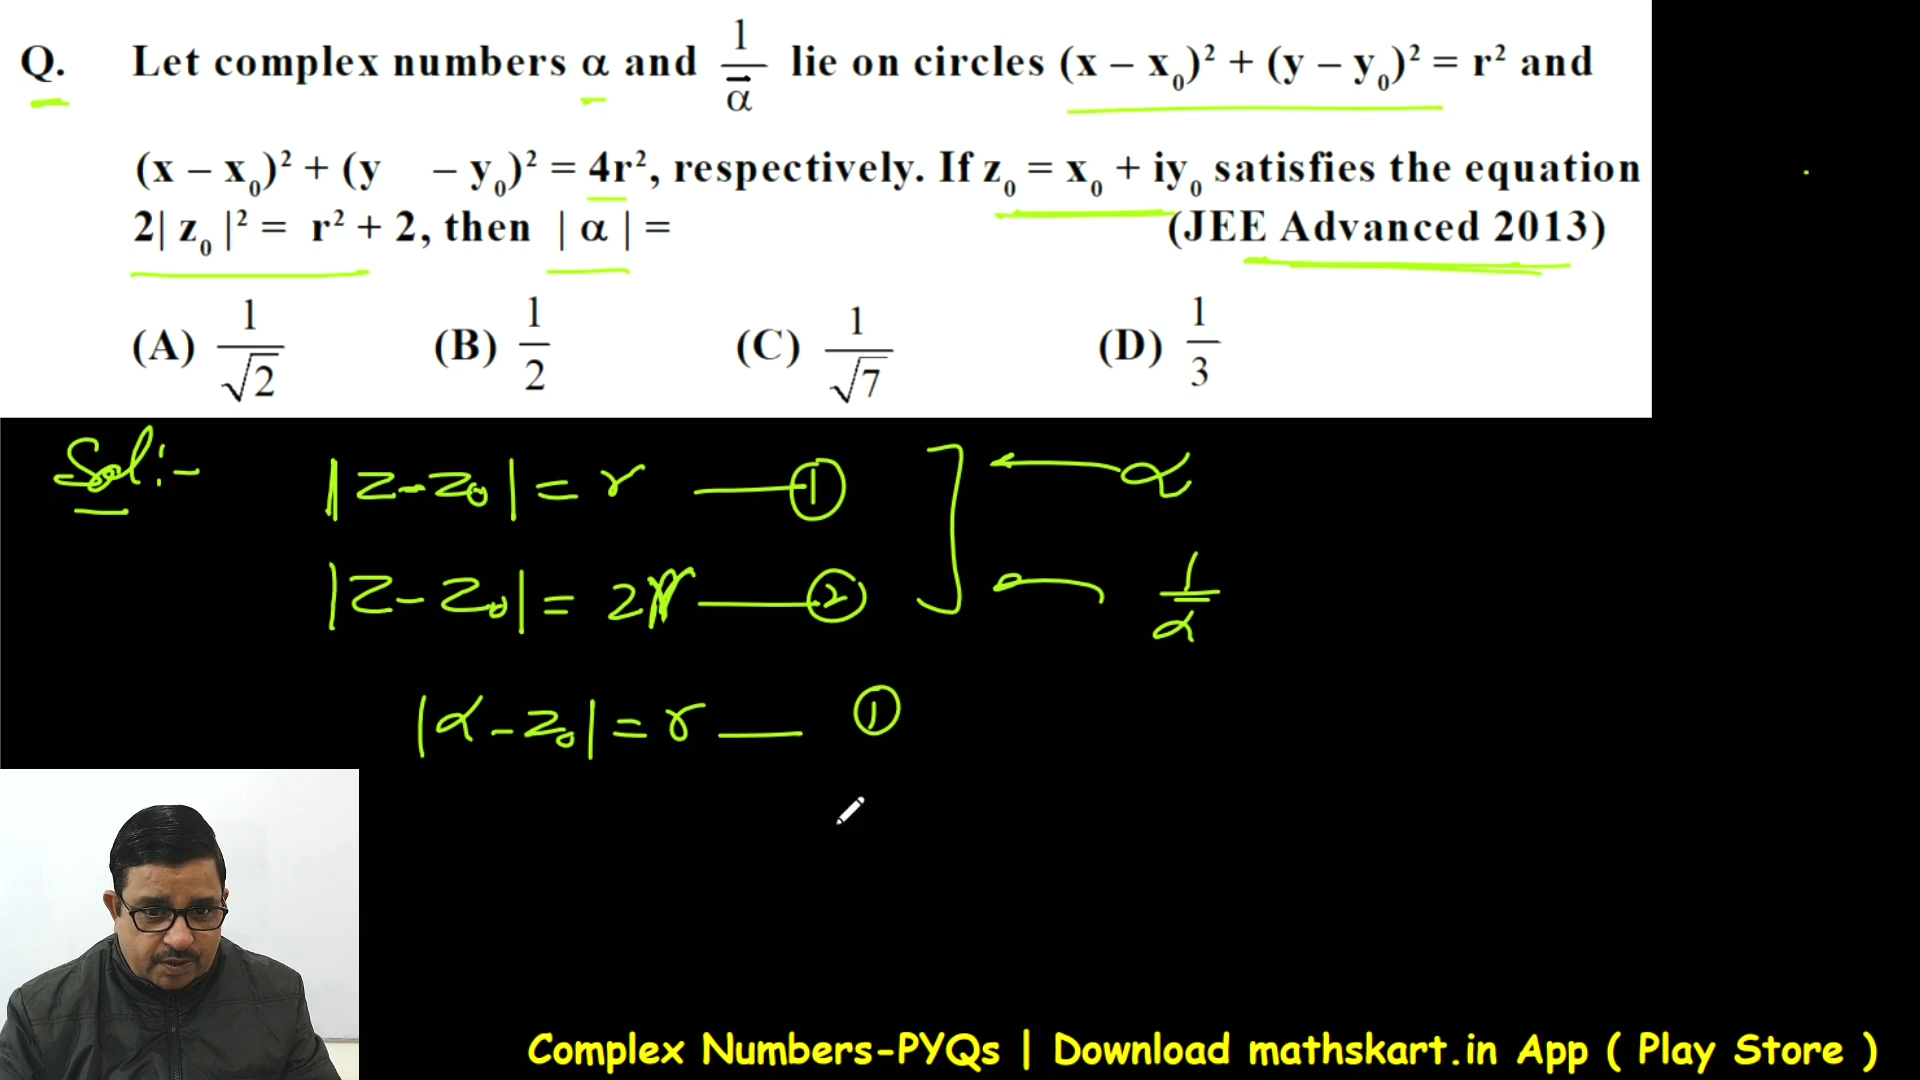 Q. Let complex numbers α and 1/ᾱ lie on circles (x – x₀)² + (y – y₀)² = r² and
(x – x₀)² + (y – y₀)² = 4r², respectively. If z₀ = x₀ + iy₀ satisfies the equation
2| z₀ |² = r² + 2, then | α | = (JEE Advanced 2013)
(A) 1/√2 (B) 1/2 (C) 1/√7 (D) 1/3
Sol:- |z-z₀| = r — ① ← α
|z-z₀| = 2r — ② ← 1/ᾱ
|α-z₀| = r — ①
Complex Numbers-PYQs | Download mathskart.in App ( Play Store )